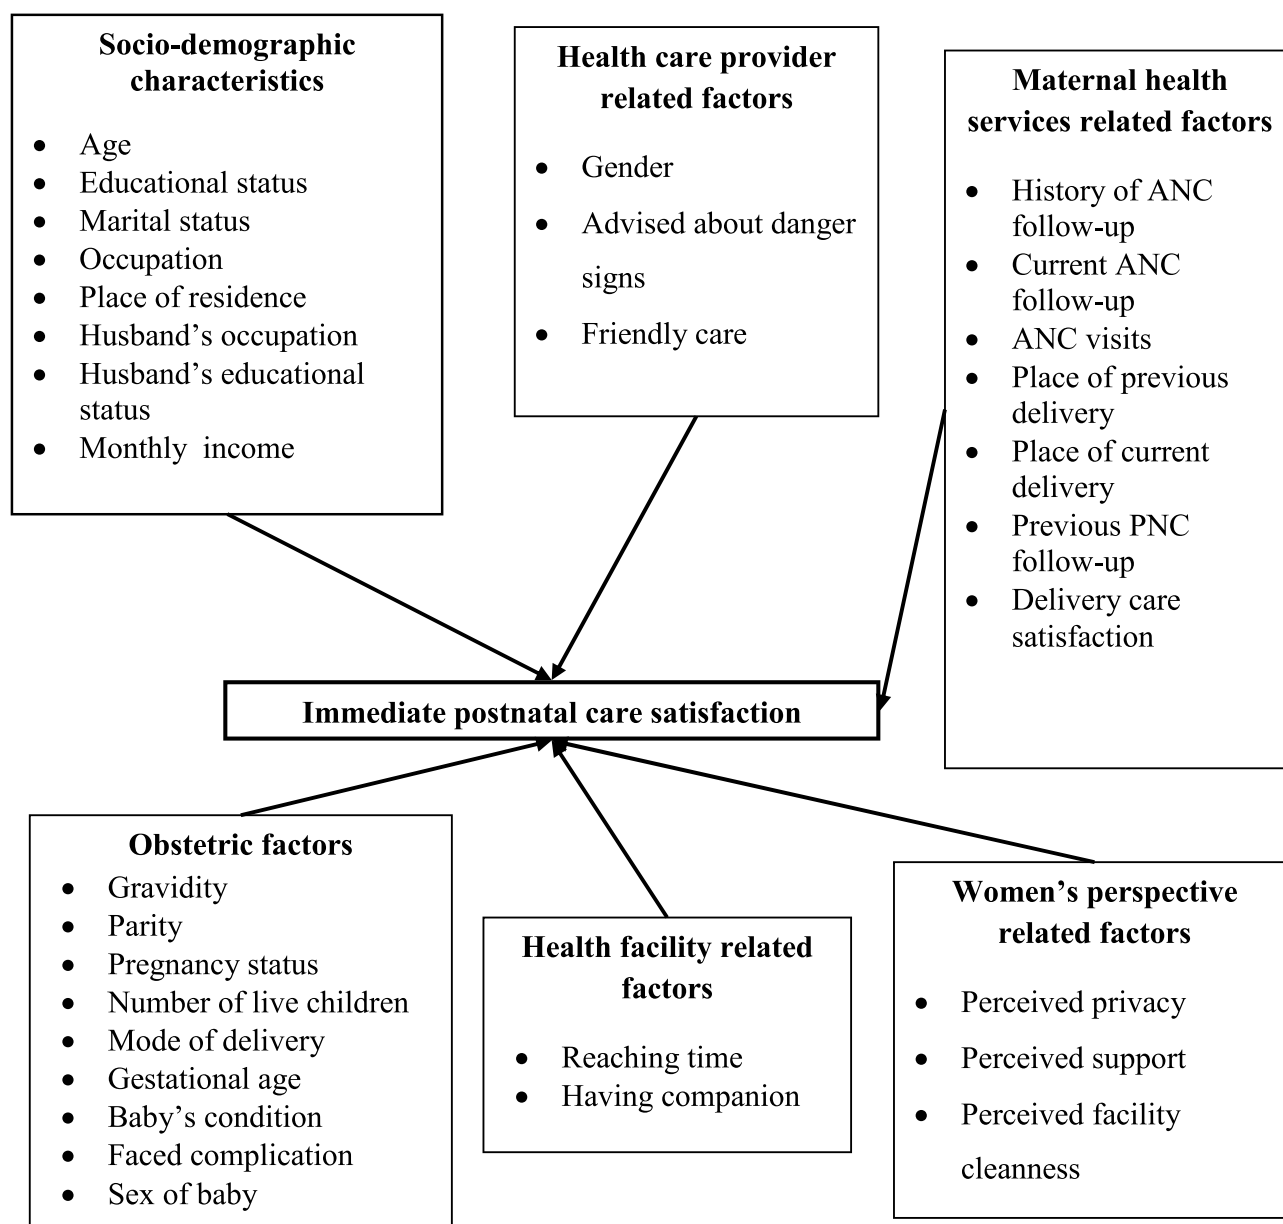 Socio-demographic
characteristics
• Age
• Educational status
• Marital status
• Occupation
• Place of residence
• Husband’s occupation
• Husband’s educational
status
• Monthly income
Health care provider
related factors
• Gender
• Advised about danger
signs
• Friendly care
Maternal health
services related factors
• History of ANC
follow-up
• Current ANC
follow-up
• ANC visits
• Place of previous
delivery
• Place of current
delivery
• Previous PNC
follow-up
• Delivery care
satisfaction
Immediate postnatal care satisfaction
Obstetric factors
• Gravidity
• Parity
• Pregnancy status
• Number of live children
• Mode of delivery
• Gestational age
• Baby’s condition
• Faced complication
• Sex of baby
Health facility related
factors
• Reaching time
• Having companion
Women’s perspective
related factors
• Perceived privacy
• Perceived support
• Perceived facility
cleanness